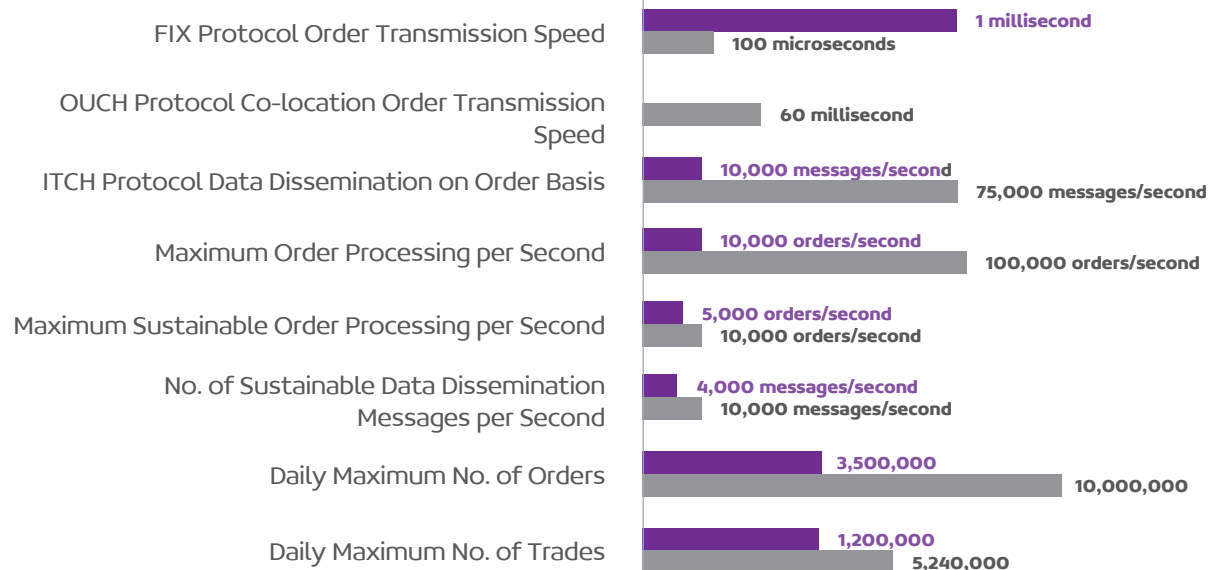 FIX Protocol Order Transmission Speed
1 millisecond
100 microseconds
OUCH Protocol Co-location Order Transmission
Speed
60 millisecond
ITCH Protocol Data Dissemination on Order Basis
10,000 messages/second
75,000 messages/second
Maximum Order Processing per Second
10,000 orders/second
100,000 orders/second
Maximum Sustainable Order Processing per Second
5,000 orders/second
10,000 orders/second
No. of Sustainable Data Dissemination
Messages per Second
4,000 messages/second
10,000 messages/second
Daily Maximum No. of Orders
3,500,000
10,000,000
Daily Maximum No. of Trades
1,200,000
5,240,000